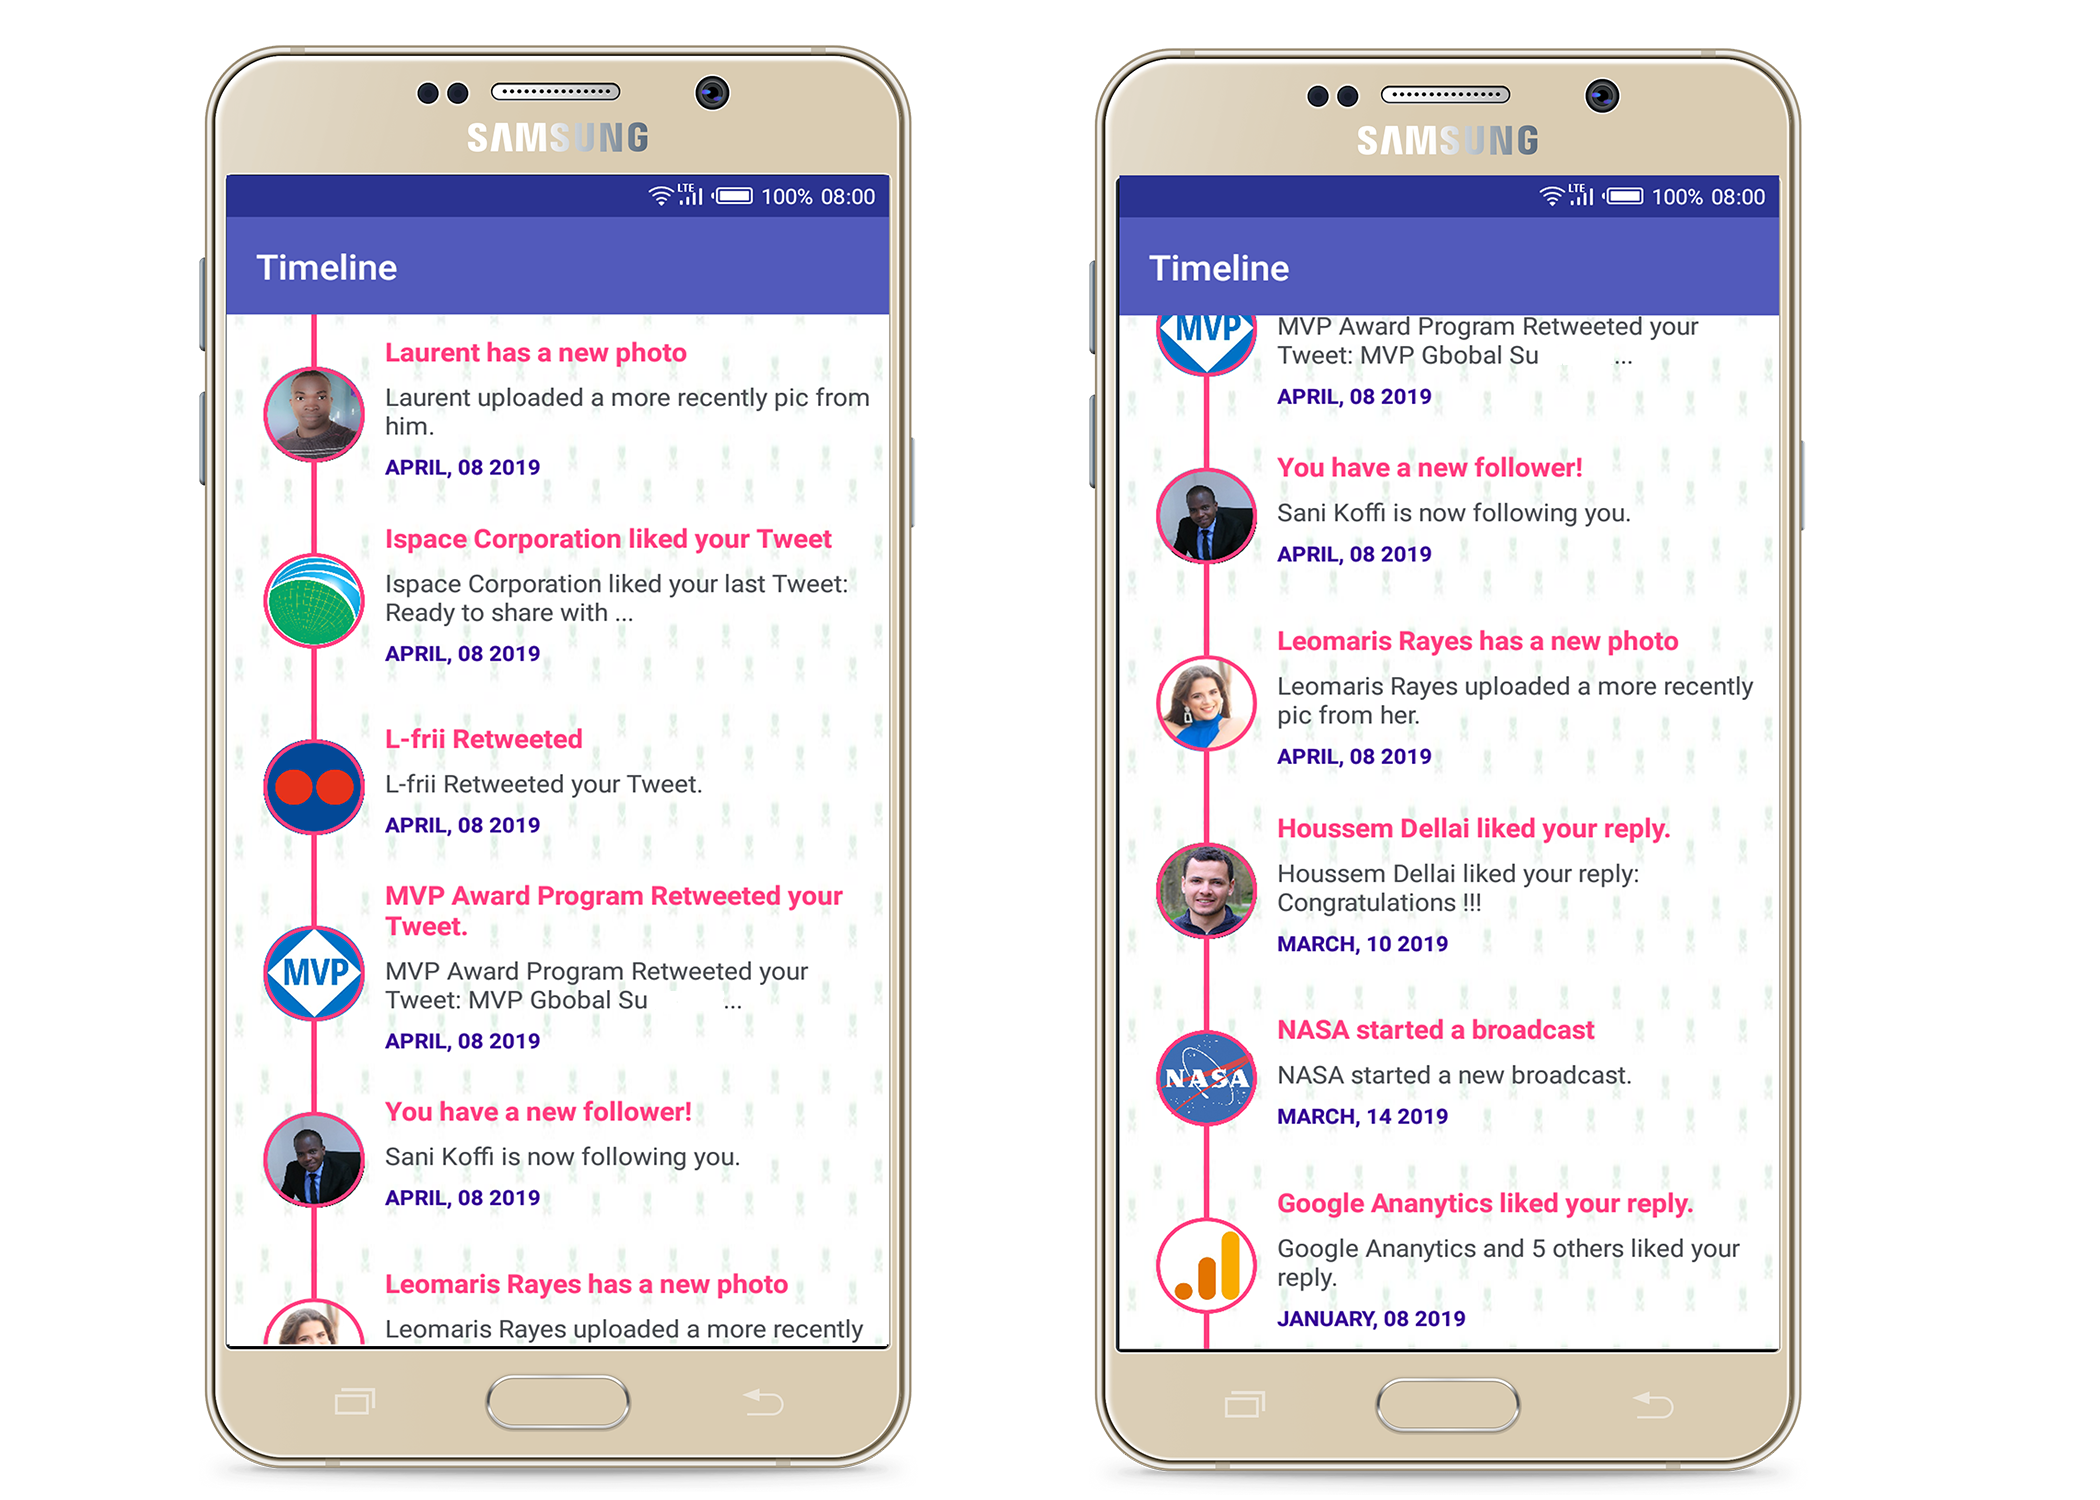 SAMSUNG
LTE 100% 08:00
Timeline
Laurent has a new photo
Laurent uploaded a more recently pic from
him.
APRIL, 08 2019
Ispace Corporation liked your Tweet
Ispace Corporation liked your last Tweet:
Ready to share with ...
APRIL, 08 2019
L-frii Retweeted
L-frii Retweeted your Tweet.
APRIL, 08 2019
MVP Award Program Retweeted your
Tweet.
MVP
MVP Award Program Retweeted your
Tweet: MVP Gbobal Su ...
APRIL, 08 2019
You have a new follower!
Sani Koffi is now following you.
APRIL, 08 2019
Leomaris Rayes has a new photo
Leomaris Rayes uploaded a more recently
SAMSUNG
LTE 100% 08:00
Timeline
MVP
MVP Award Program Retweeted your
Tweet: MVP Gbobal Su ...
APRIL, 08 2019
You have a new follower!
Sani Koffi is now following you.
APRIL, 08 2019
Leomaris Rayes has a new photo
Leomaris Rayes uploaded a more recently
pic from her.
APRIL, 08 2019
Houssem Dellai liked your reply.
Houssem Dellai liked your reply:
Congratulations !!!
MARCH, 10 2019
NASA started a broadcast
NASA
NASA started a new broadcast.
MARCH, 14 2019
Google Ananytics liked your reply.
Google Ananytics and 5 others liked your
reply.
JANUARY, 08 2019